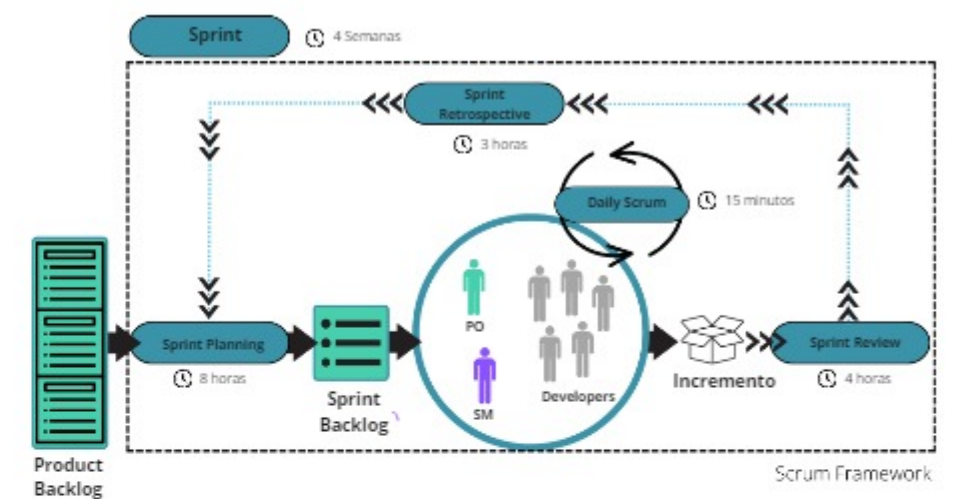 Sprint
4 Semanas
Sprint
Retrospective
3 horas
Daily Scrum
15 minutos
PO
SM
Developers
Sprint Planning
8 horas
Sprint
Backlog
Incremento
Sprint Review
4 horas
Product
Backlog
Scrum Framework